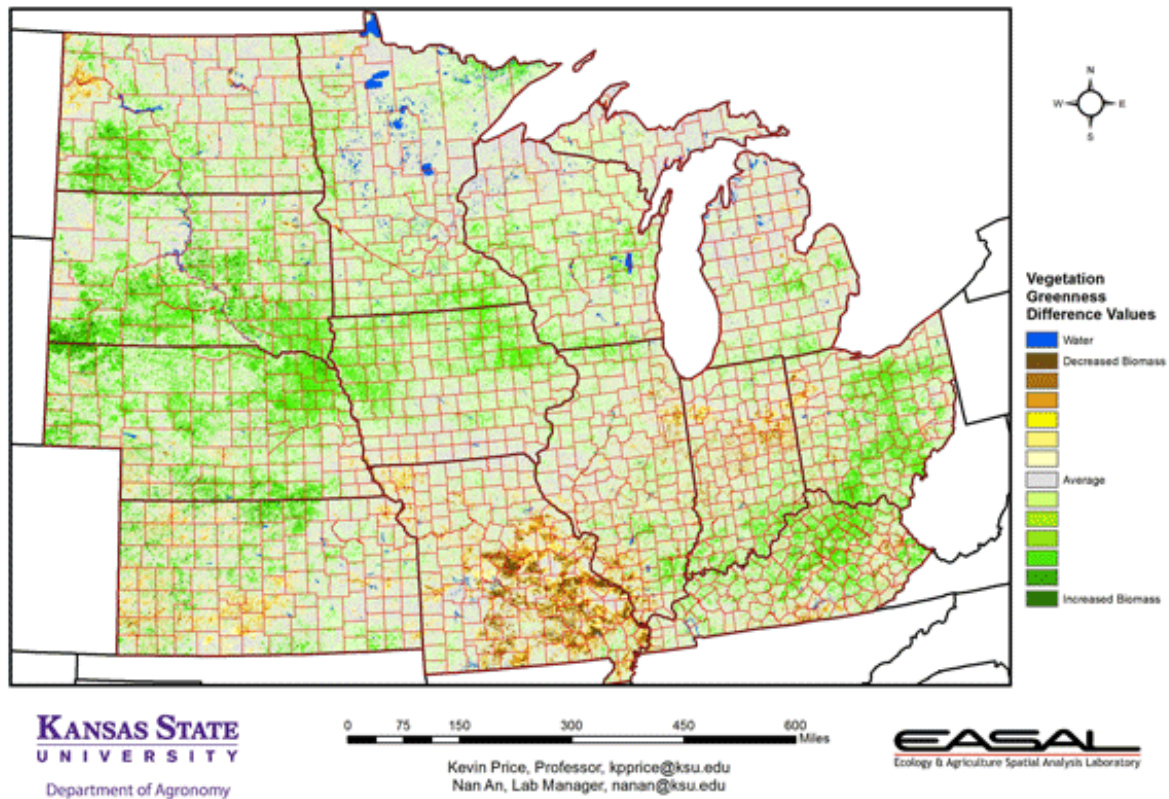 N
W
E
S
Vegetation
Greenness
Difference Values
Water
Decreased Biomass
Average
Increased Biomass
KANSAS STATE
UNIVERSITY
Department of Agronomy
0 75 150 300 450 600
Miles
Kevin Price, Professor, kpprice@ksu.edu
Nan An, Lab Manager, nanan@ksu.edu
EASAL
Ecology & Agriculture Spatial Analysis Laboratory